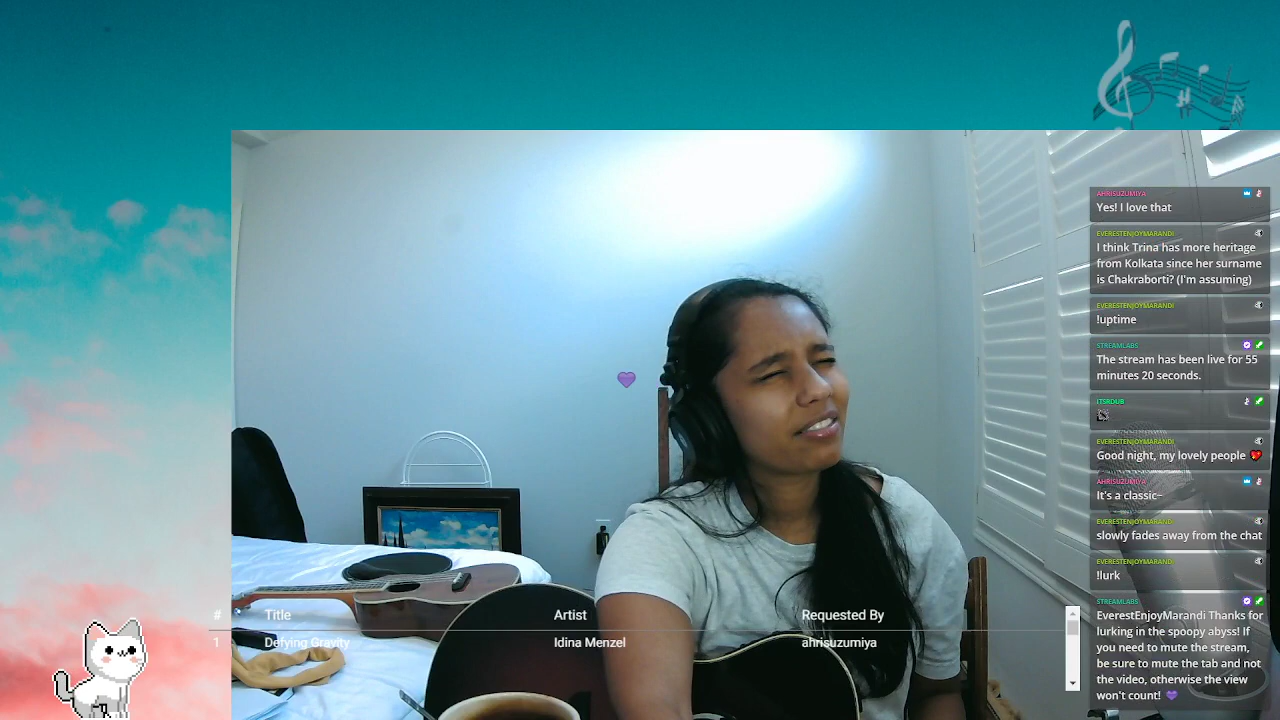 AHRISUZUMIYA
Yes! I love that
EVERESTENJOYMARANDI
I think Trina has more heritage
from Kolkata since her surname
is Chakraborti? (I'm assuming)
EVERESTENJOYMARANDI
!uptime
STREAMLABS
The stream has been live for 55
minutes 20 seconds.
ITSRDUB
EVERESTENJOYMARANDI
Good night, my lovely people
AHRISUZUMIYA
It's a classic~
EVERESTENJOYMARANDI
slowly fades away from the chat
EVERESTENJOYMARANDI
!lurk
STREAMLABS
EverestEnjoyMarandi Thanks for
lurking in the spoopy abyss! If
you need to mute the stream,
be sure to mute the tab and not
the video, otherwise the view
won't count!
# Title Artist Requested By
1 Defying Gravity Idina Menzel ahrisuzumiya